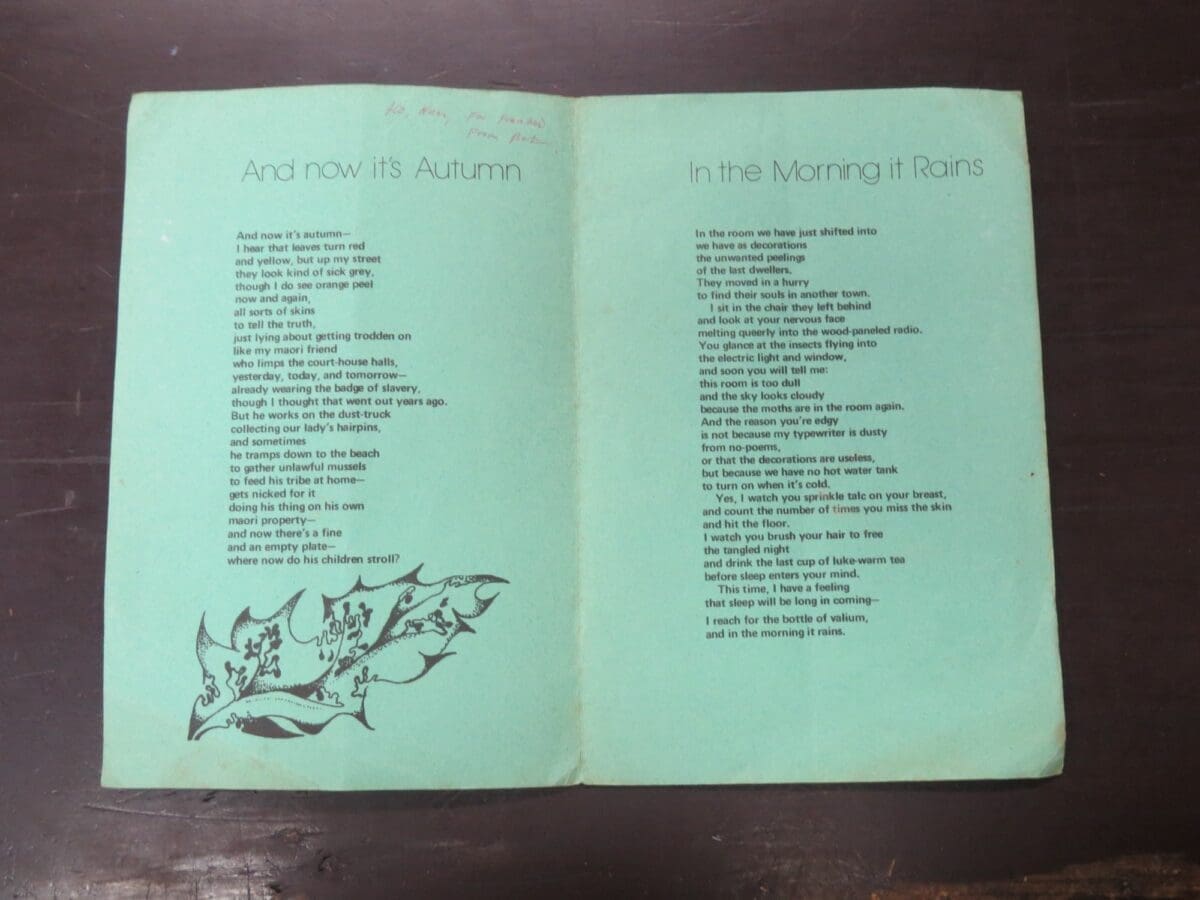 And now it's Autumn
And now it's autumn—
I hear that leaves turn red
and yellow, but up my street
they look kind of sick grey,
though I do see orange peel
now and again,
all sorts of skins
to tell the truth,
just lying about getting trodden on
like my maori friend
who limps the court-house halls,
yesterday, today, and tomorrow—
already wearing the badge of slavery,
though I thought that went out years ago.
But he works on the dust-truck
collecting our lady's hairpins,
and sometimes
he tramps down to the beach
to gather unlawful mussels
to feed his tribe at home—
gets nicked for it
doing his thing on his own
maori property—
and now there's a fine
and an empty plate—
where now do his children stroll?
In the Morning it Rains
In the room we have just shifted into
we have as decorations
the unwanted peelings
of the last dwellers.
They moved in a hurry
to find their souls in another town.
I sit in the chair they left behind
and look at your nervous face
melting queerly into the wood-paneled radio.
You glance at the insects flying into
the electric light and window,
and soon you will tell me:
this room is too dull
and the sky looks cloudy
because the moths are in the room again.
And the reason you're edgy
is not because my typewriter is dusty
from no-poems,
or that the decorations are useless,
but because we have no hot water tank
to turn on when it's cold.
Yes, I watch you sprinkle talc on your breast,
and count the number of times you miss the skin
and hit the floor.
I watch you brush your hair to free
the tangled night
and drink the last cup of luke-warm tea
before sleep enters your mind.
This time, I have a feeling
that sleep will be long in coming—
I reach for the bottle of valium,
and in the morning it rains.